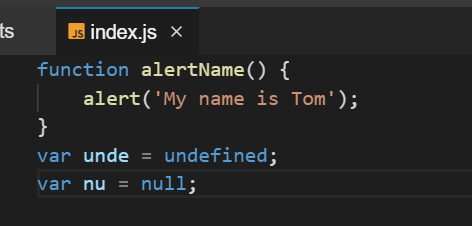 ts
JS index.js ×
function alertName() {
    alert('My name is Tom');
}
var unde = undefined;
var nu = null;